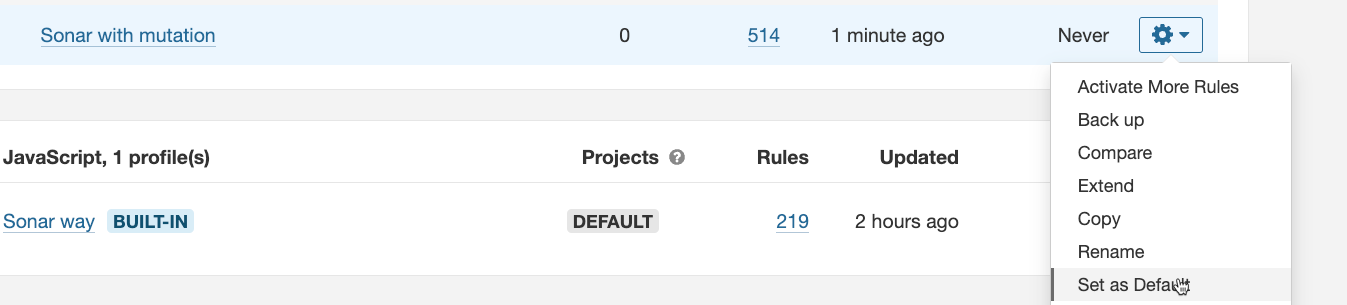 Sonar with mutation 0 514 1 minute ago Never
Activate More Rules
Back up
Compare
Extend
Copy
Rename
Set as Default
JavaScript, 1 profile(s) Projects ? Rules Updated
Sonar way BUILT-IN DEFAULT 219 2 hours ago